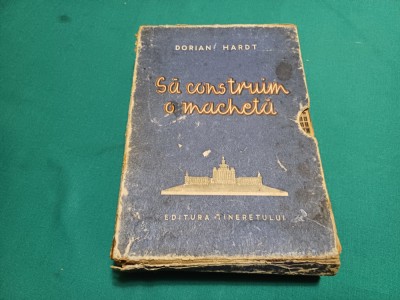 DORIAN HARDT
Să construim
o machetă
EDITURA TINERETULUI